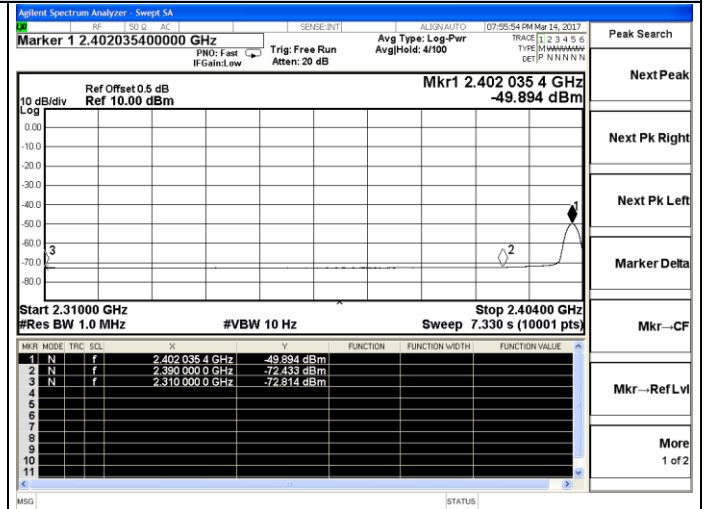 Agilent Spectrum Analyzer - Swept SA
RF 50 Ω AC SENSE:INT ALIGNAUTO 07:55:54 PM Mar 14, 2017
Marker 1 2.402035400000 GHz
PNO: Fast
IFGain:Low
Trig: Free Run
Atten: 20 dB
Avg Type: Log-Pwr
Avg|Hold: 4/100
TRACE 1 2 3 4 5 6
TYPE M WWWWW
DET P N N N N N
Peak Search
Mkr1 2.402 035 4 GHz
-49.894 dBm
Ref Offset 0.5 dB
10 dB/div Ref 10.00 dBm
Log
0.00
-10.0
-20.0
-30.0
-40.0
-50.0
-60.0
-70.0
-80.0
1
2
3
Start 2.31000 GHz Stop 2.40400 GHz
#Res BW 1.0 MHz #VBW 10 Hz Sweep 7.330 s (10001 pts)
MKR MODE TRC SCL X Y FUNCTION FUNCTION WIDTH FUNCTION VALUE
1 N f 2.402 035 4 GHz -49.894 dBm
2 N f 2.390 000 0 GHz -72.433 dBm
3 N f 2.310 000 0 GHz -72.814 dBm
4
5
6
7
8
9
10
11
MSG STATUS
Next Peak
Next Pk Right
Next Pk Left
Marker Delta
Mkr→CF
Mkr→Ref Lvl
More
1 of 2